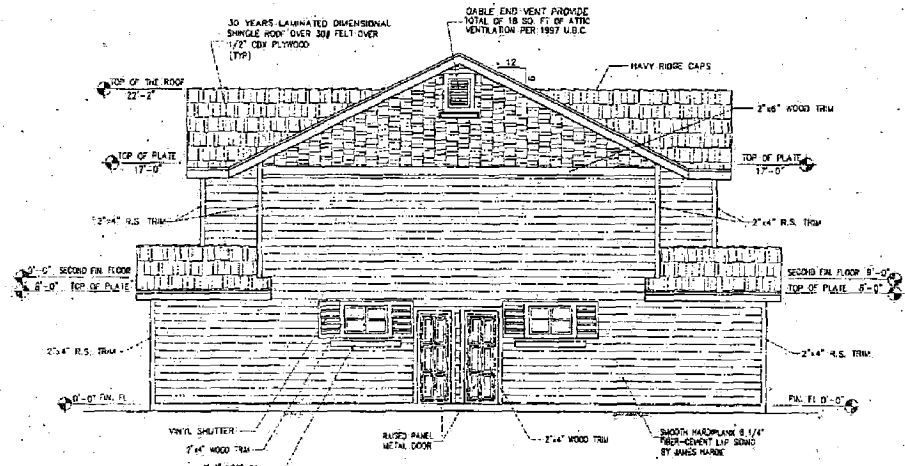 30 YEARS LAMINATED DIMENSIONAL
SHINGLE ROOF OVER 30# FELT OVER
1/2" CDX PLYWOOD
(TYP)
GABLE END VENT PROVIDE
TOTAL OF 18 SQ. FT OF ATTIC
VENTILATION PER 1997 U.B.C
12
6
HAVY RIDGE CAPS
TOP OF THE ROOF
22'-2"
2"x6" WOOD TRIM
TOP OF PLATE
17'-0"
TOP OF PLATE
17'-0"
2"x4" R.S. TRIM
2"x4" R.S. TRIM
SECOND FIN. FLOOR
8'-0" TOP OF PLATE
SECOND FIN. FLOOR 9'-0"
TOP OF PLATE 8'-0"
2"x4" R.S. TRIM
2"x4" R.S. TRIM
0'-0" FIN. FL
FIN. FL 0'-0"
VINYL SHUTTER
2"x4" WOOD TRIM
RAISED PANEL
METAL DOOR
2"x4" WOOD TRIM
SMOOTH HARDIPLANK 8 1/4"
FIBER-CEMENT LAP SIDING
BY JAMES HARDIE